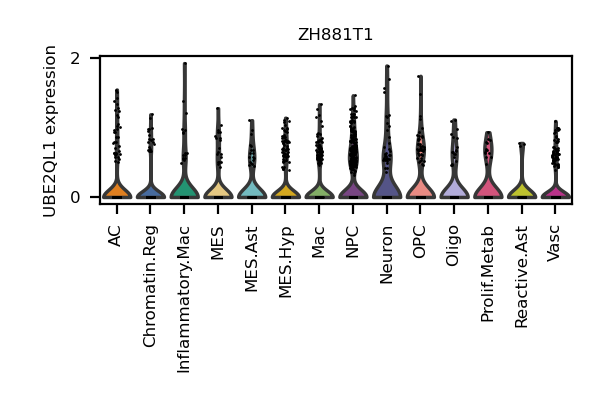 ZH881T1
UBE2QL1 expression
2
0
AC
Chromatin.Reg
Inflammatory.Mac
MES
MES.Ast
MES.Hyp
Mac
NPC
Neuron
OPC
Oligo
Prolif.Metab
Reactive.Ast
Vasc